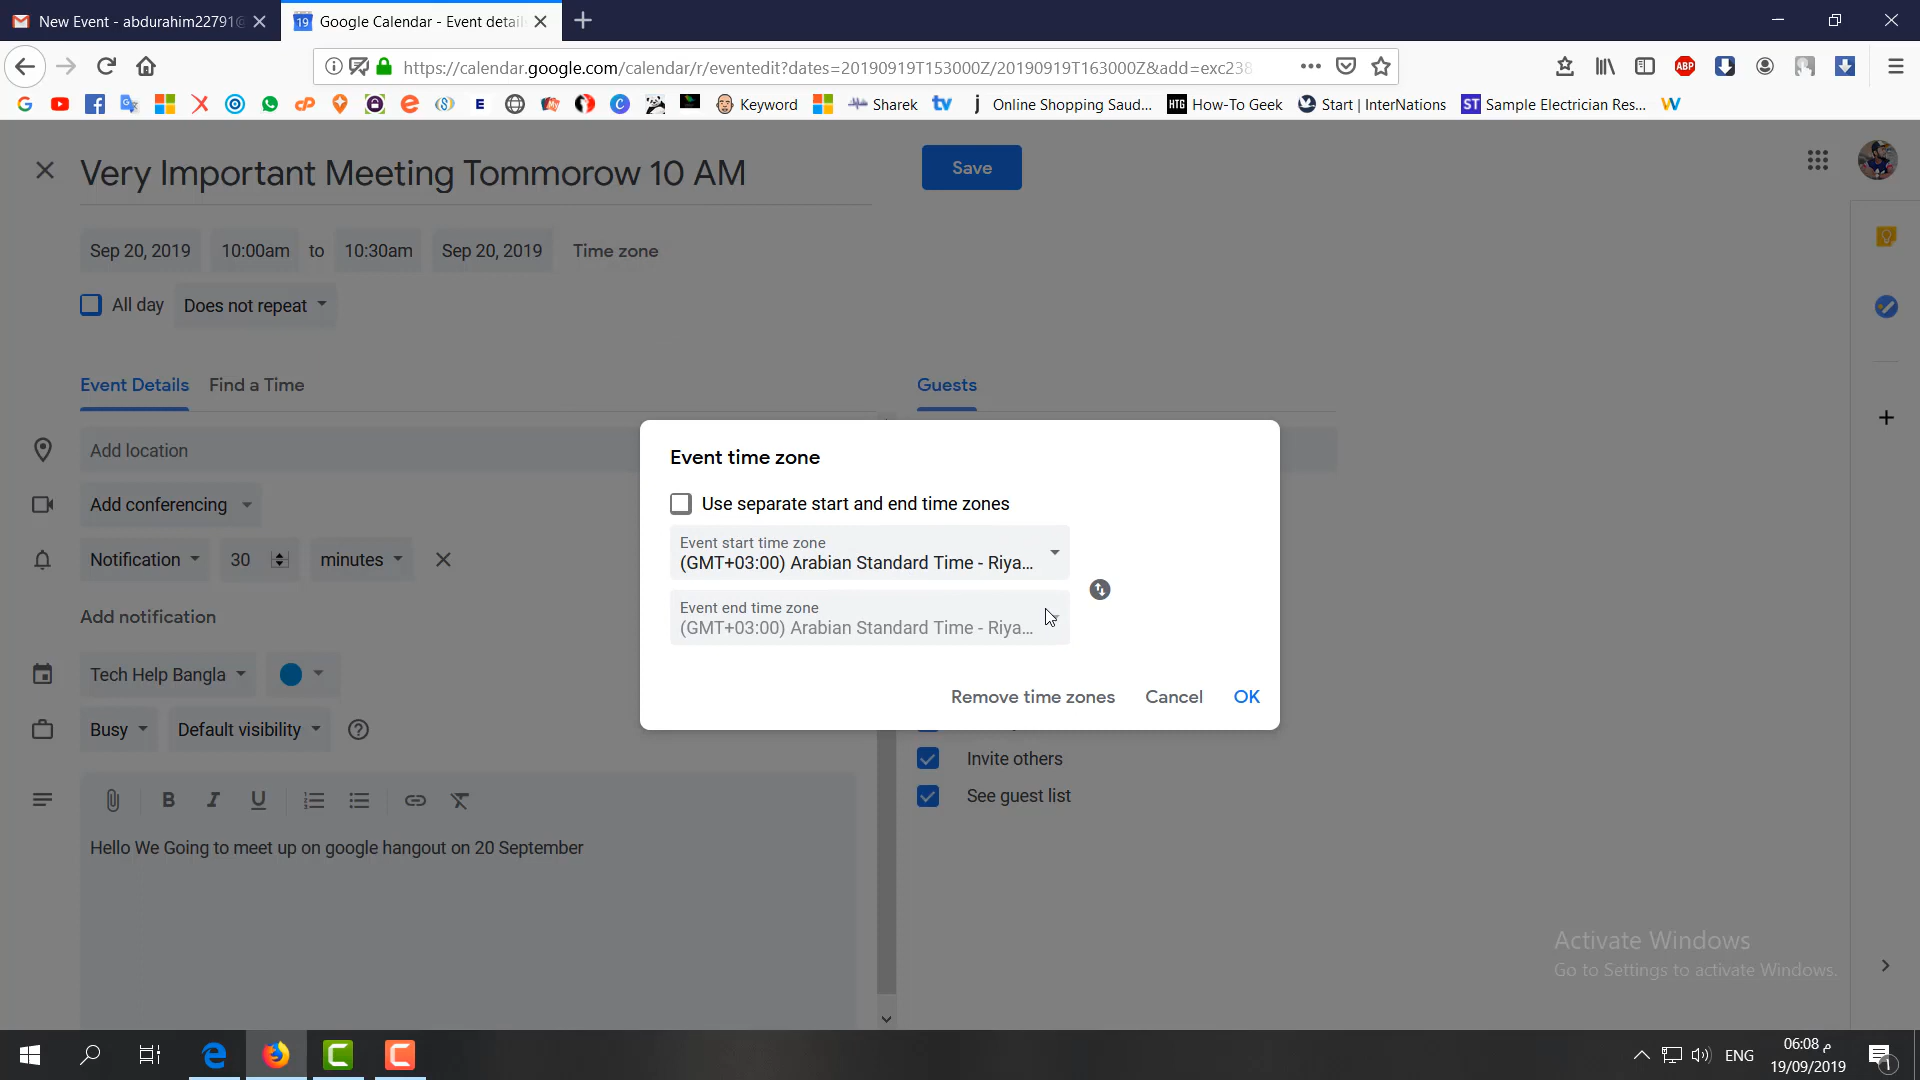 New Event - abdurahim22791@
19 Google Calendar - Event detail
https://calendar.google.com/calendar/r/eventedit?dates=20190919T153000Z/20190919T163000Z&add=exc238
ABP
Keyword
Sharek
tv
j Online Shopping Saud...
HTG How-To Geek
Start | InterNations
ST Sample Electrician Res...
Very Important Meeting Tommorow 10 AM
Save
Sep 20, 2019 10:00am to 10:30am Sep 20, 2019 Time zone
All day Does not repeat
Event Details Find a Time
Guests
Add location
Add conferencing
Notification 30 minutes
Add notification
Tech Help Bangla
Busy Default visibility
B I U
Hello We Going to meet up on google hangout on 20 September
Event time zone
Use separate start and end time zones
Event start time zone
(GMT+03:00) Arabian Standard Time - Riya...
Event end time zone
(GMT+03:00) Arabian Standard Time - Riya...
Remove time zones Cancel OK
Invite others
See guest list
Activate Windows
Go to Settings to activate Windows.
ENG
06:08 م
19/09/2019
1